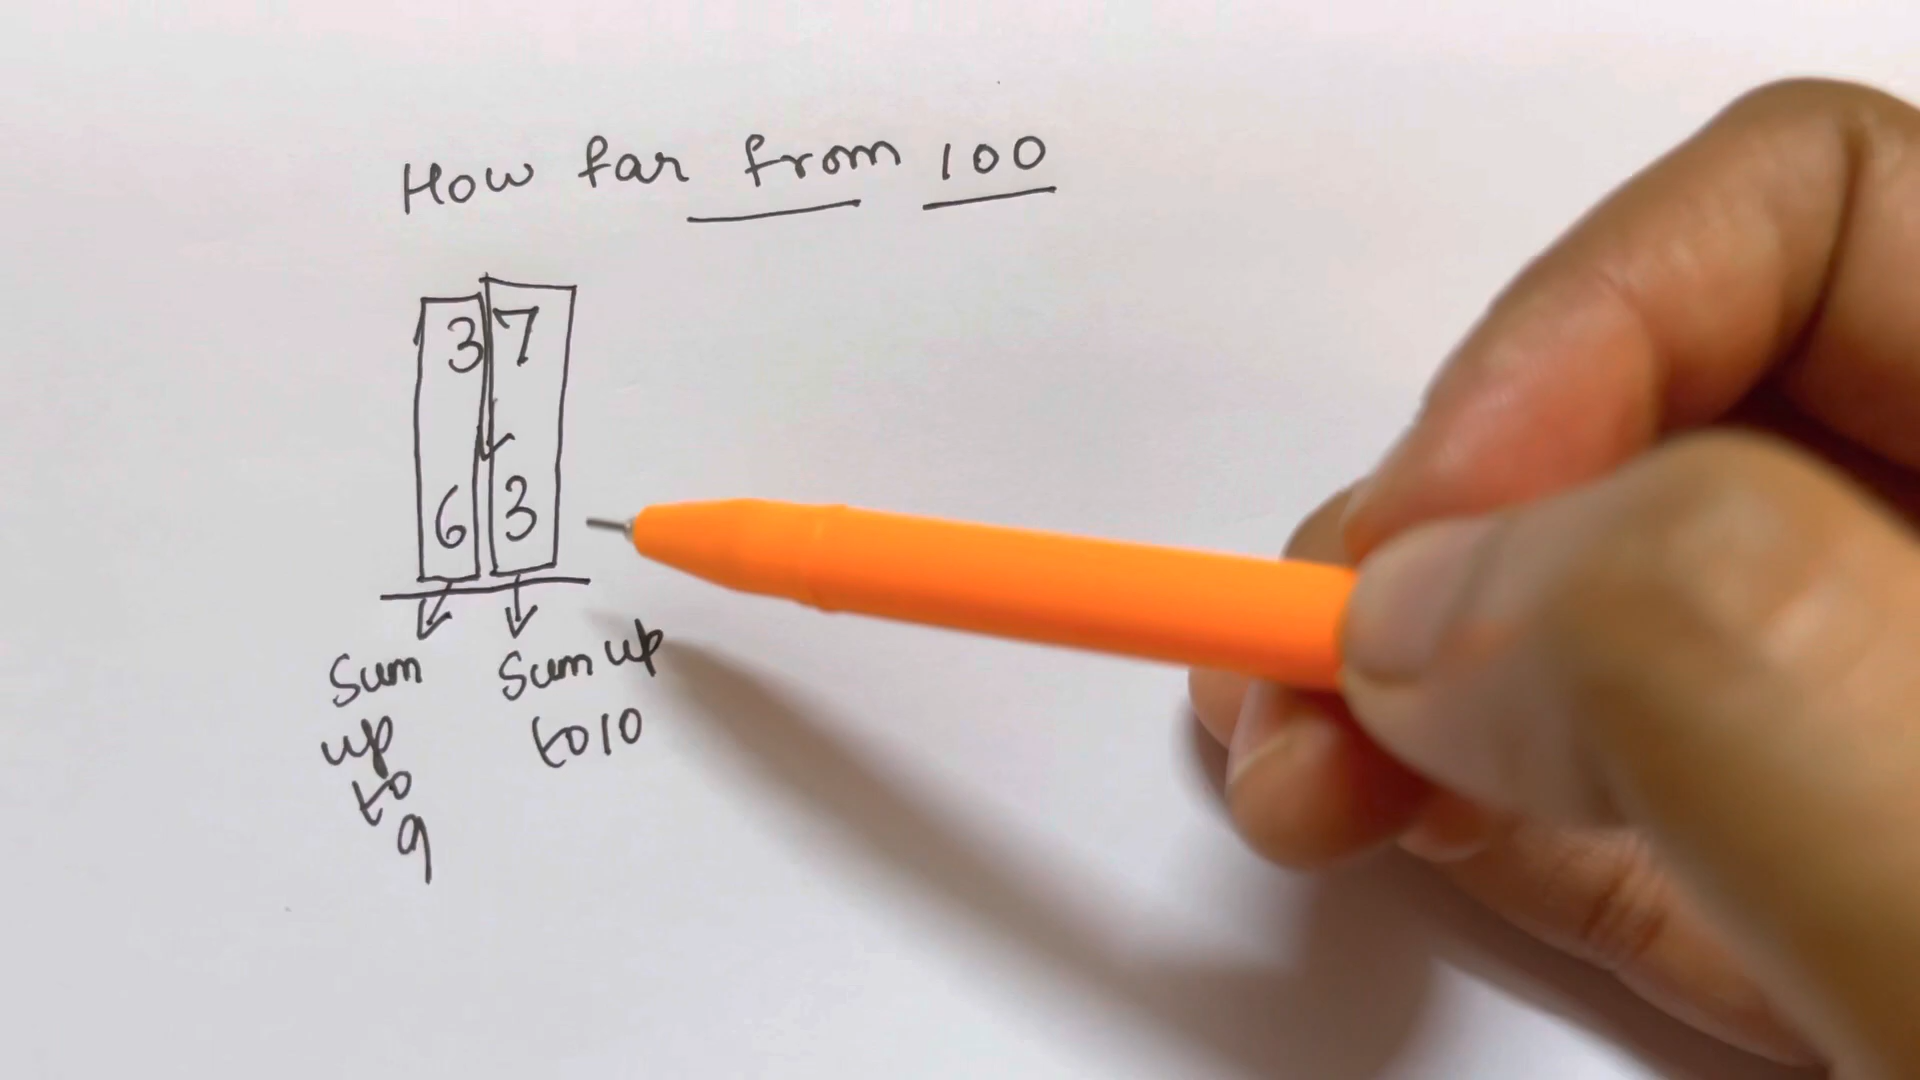 How far from 100
3 7
6 3
Sum up to 9
Sum up to 10